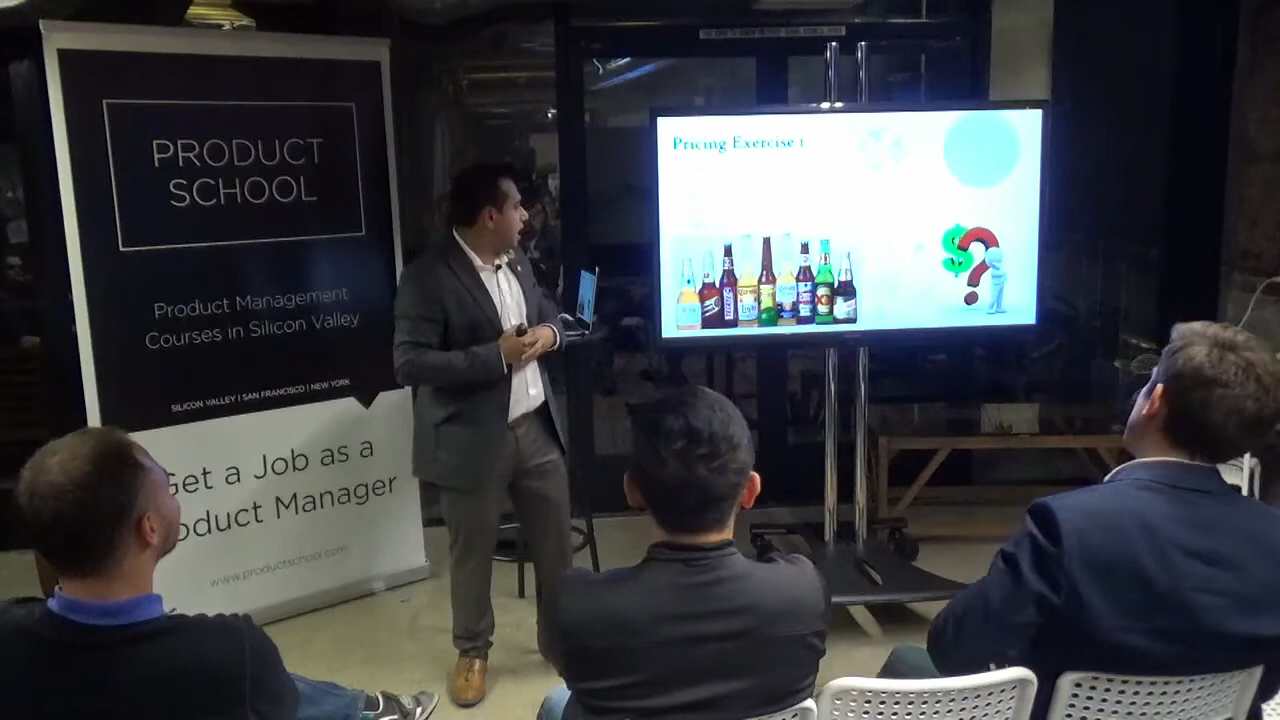 PRODUCT
SCHOOL
Product Management
Courses in Silicon Valley
SILICON VALLEY | SAN FRANCISCO | NEW YORK
Get a Job as a
oduct Manager
www.productschool.com
Pricing Exercise 1